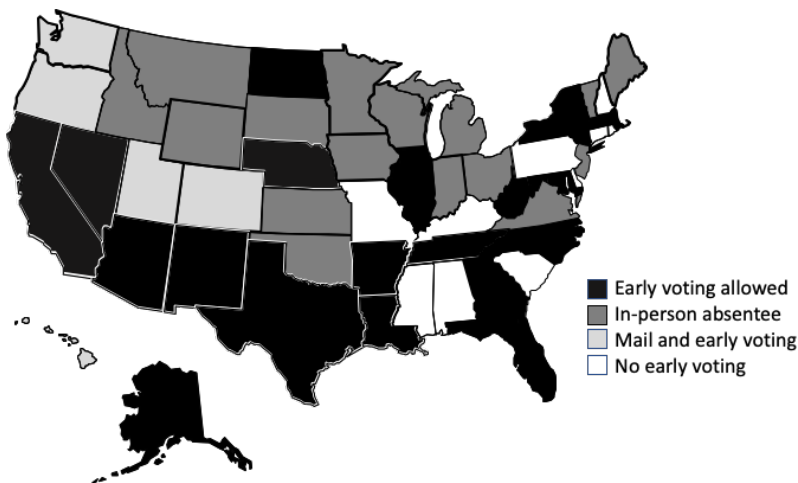 Early voting allowed
In-person absentee
Mail and early voting
No early voting